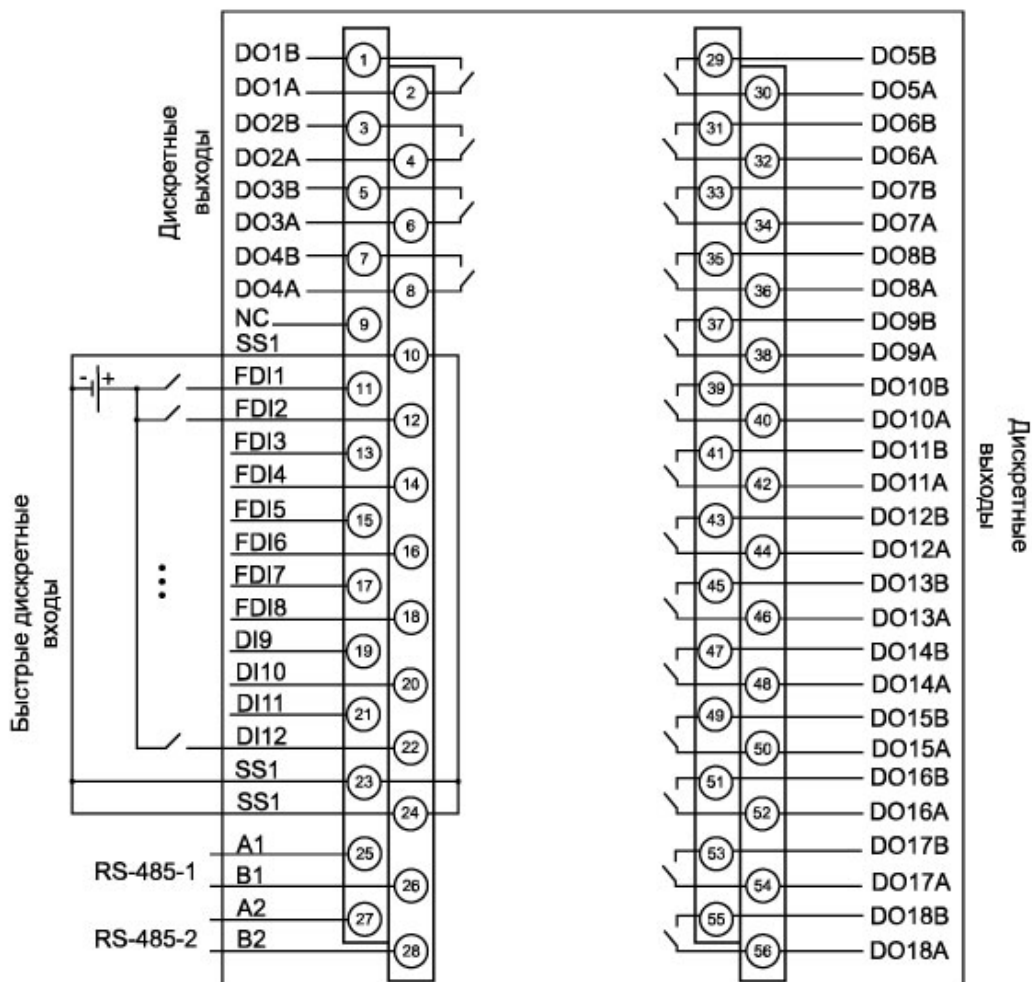 Дискретные
выходы
DO1B 1
DO1A 2
DO2B 3
DO2A 4
DO3B 5
DO3A 6
DO4B 7
DO4A 8
NC 9
SS1 10
- +
FDI1 11
FDI2 12
FDI3 13
FDI4 14
FDI5 15
FDI6 16
FDI7 17
FDI8 18
DI9 19
DI10 20
DI11 21
DI12 22
SS1 23
SS1 24
Быстрые дискретные
входы
A1 25
RS-485-1
B1 26
A2 27
RS-485-2 B2 28
29 DO5B
30 DO5A
31 DO6B
32 DO6A
33 DO7B
34 DO7A
35 DO8B
36 DO8A
37 DO9B
38 DO9A
39 DO10B
40 DO10A
41 DO11B
42 DO11A
43 DO12B
44 DO12A
45 DO13B
46 DO13A
47 DO14B
48 DO14A
49 DO15B
50 DO15A
51 DO16B
52 DO16A
53 DO17B
54 DO17A
55 DO18B
56 DO18A
Дискретные
выходы